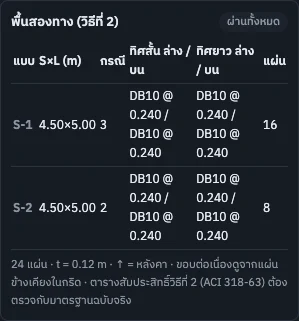 พื้นสองทาง (วิธีที่ 2) ผ่านทั้งหมด
แบบ S×L (m) กรณี ทิศสั้น ล่าง / บน ทิศยาว ล่าง / บน แผ่น
S-1 4.50×5.00 3 DB10 @ 0.240 / DB10 @ 0.240 DB10 @ 0.240 / DB10 @ 0.240 16
S-2 4.50×5.00 2 DB10 @ 0.240 / DB10 @ 0.240 DB10 @ 0.240 / DB10 @ 0.240 8
24 แผ่น · t = 0.12 m · ↑ = หลังคา · ขอบต่อเนื่องดูจากแผ่น
ข้างเคียงในกริด · ตารางสัมประสิทธิ์วิธีที่ 2 (ACI 318-63) ต้อง
ตรวจกับมาตรฐานฉบับจริง